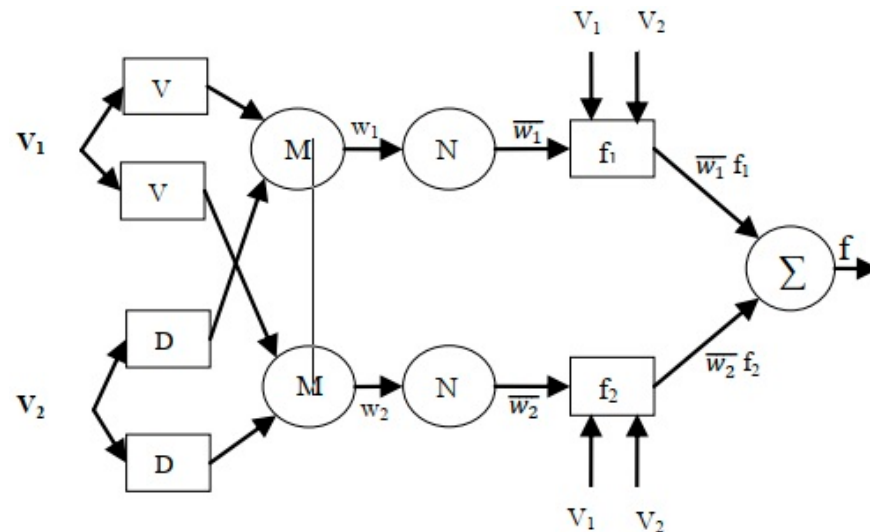 V₁ V₂
V
V₁
M w₁ N w̅₁ f₁
V
w̅₁ f₁
f
∑
D
V₂
M w₂ N w̅₂ f₂
w̅₂ f₂
D
V₁ V₂